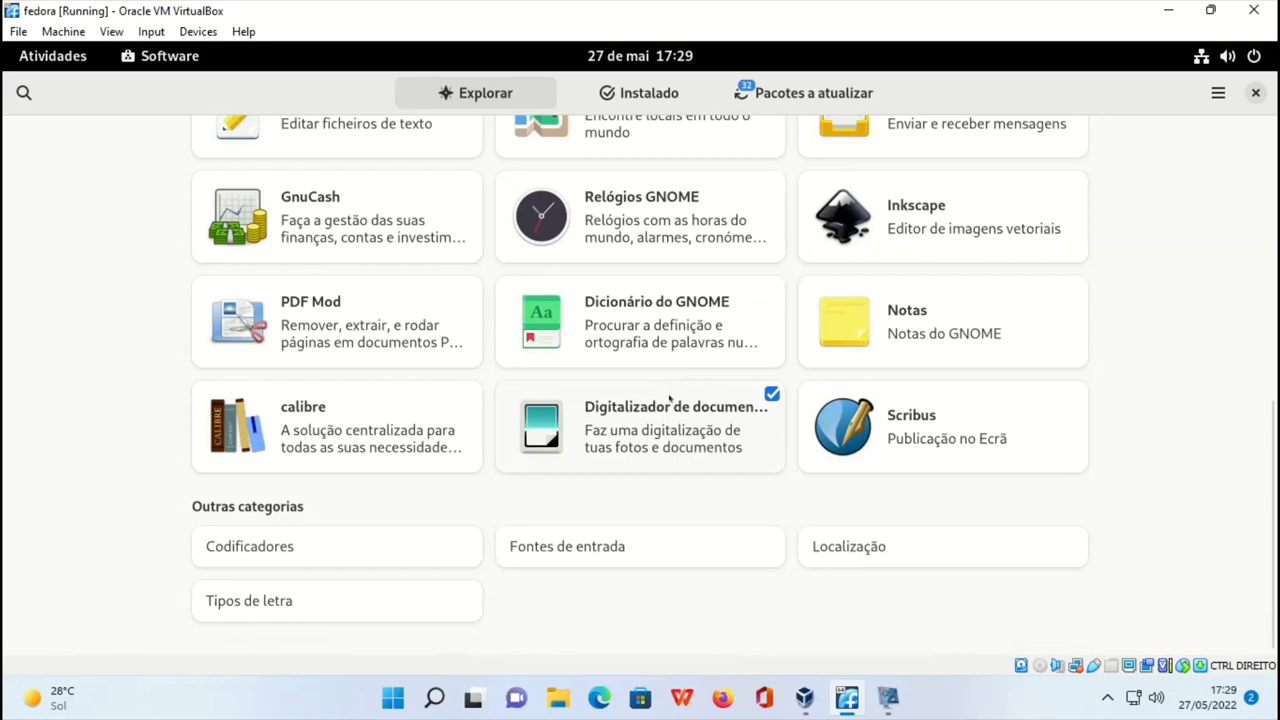 fedora [Running] - Oracle VM VirtualBox
File Machine View Input Devices Help
Atividades Software 27 de mai 17:29
Explorar Instalado 32 Pacotes a atualizar
Editar ficheiros de texto
Encontre locais em todo o
mundo
Enviar e receber mensagens
GnuCash
Faça a gestão das suas
finanças, contas e investim...
Relógios GNOME
Relógios com as horas do
mundo, alarmes, cronóme...
Inkscape
Editor de imagens vetoriais
PDF Mod
Remover, extrair, e rodar
páginas em documentos P...
Dicionário do GNOME
Procurar a definição e
ortografia de palavras nu...
Aa
Notas
Notas do GNOME
CALIBRE
calibre
A solução centralizada para
todas as suas necessidade...
Digitalizador de documen...
Faz uma digitalização de
tuas fotos e documentos
Scribus
Publicação no Ecrã
Outras categorias
Codificadores
Fontes de entrada
Localização
Tipos de letra
CTRL DIREITO
28°C
Sol
17:29
27/05/2022
2